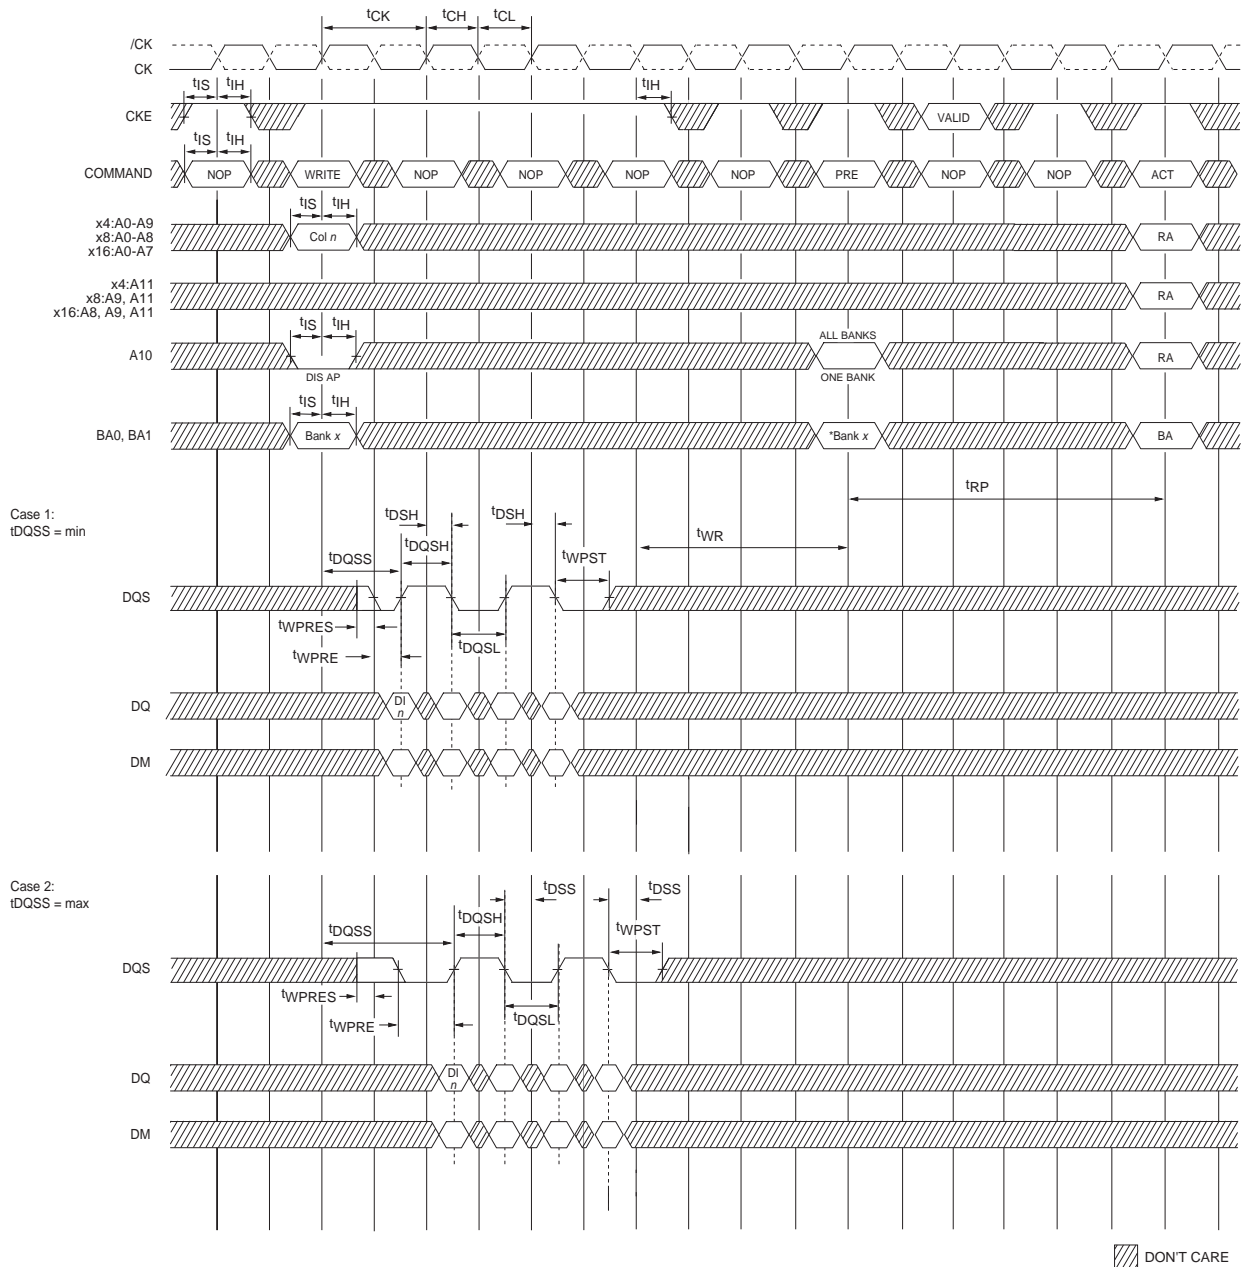 tCK tCH tCL
/CK
CK
tIS tIH tIH
CKE VALID
tIS tIH
COMMAND NOP WRITE NOP NOP NOP NOP PRE NOP NOP ACT
tIS tIH
x4:A0-A9
x8:A0-A8
x16:A0-A7
Col n RA
x4:A11
x8:A9, A11
x16:A8, A9, A11
RA
tIS tIH ALL BANKS
A10 RA
DIS AP ONE BANK
tIS tIH
BA0, BA1 Bank x *Bank x BA
tRP
Case 1:
tDQSS = min
tDSH tDSH
tDQSH tWR
tDQSS tWPST
DQS
tWPRES
tDQSL
tWPRE
DQ DI
n
DM
Case 2:
tDQSS = max
tDSS tDSS
tDQSH
tDQSS tWPST
DQS
tWPRES
tDQSL
tWPRE
DQ DI
n
DM
DON'T CARE